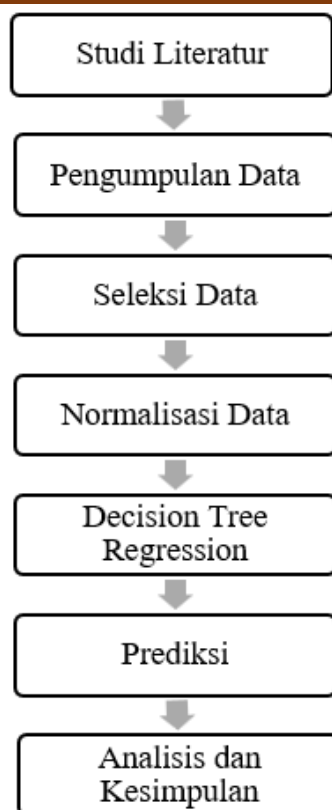 Studi Literatur
Pengumpulan Data
Seleksi Data
Normalisasi Data
Decision Tree
Regression
Prediksi
Analisis dan
Kesimpulan